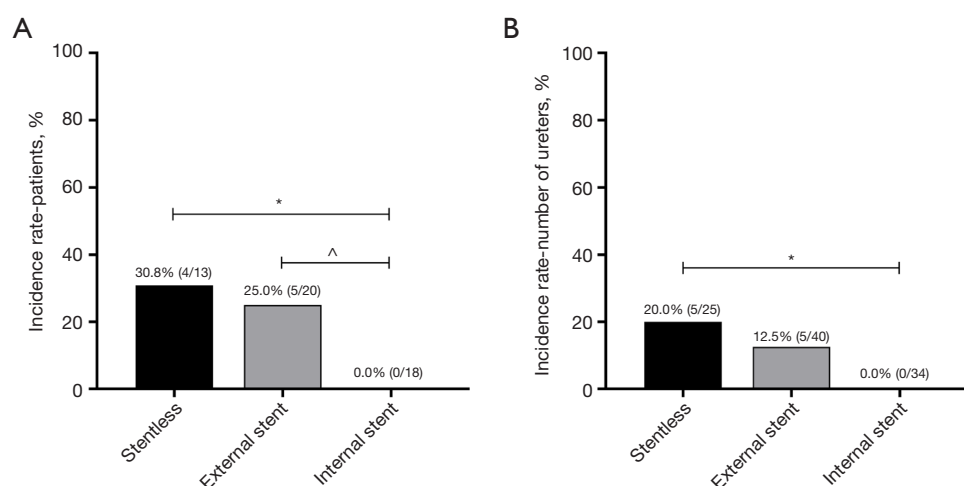 A
Incidence rate-patients, %
100
80
60
40
20
0
*
^
30.8% (4/13)
25.0% (5/20)
0.0% (0/18)
Stentless
External stent
Internal stent
B
Incidence rate-number of ureters, %
100
80
60
40
20
0
*
20.0% (5/25)
12.5% (5/40)
0.0% (0/34)
Stentless
External stent
Internal stent